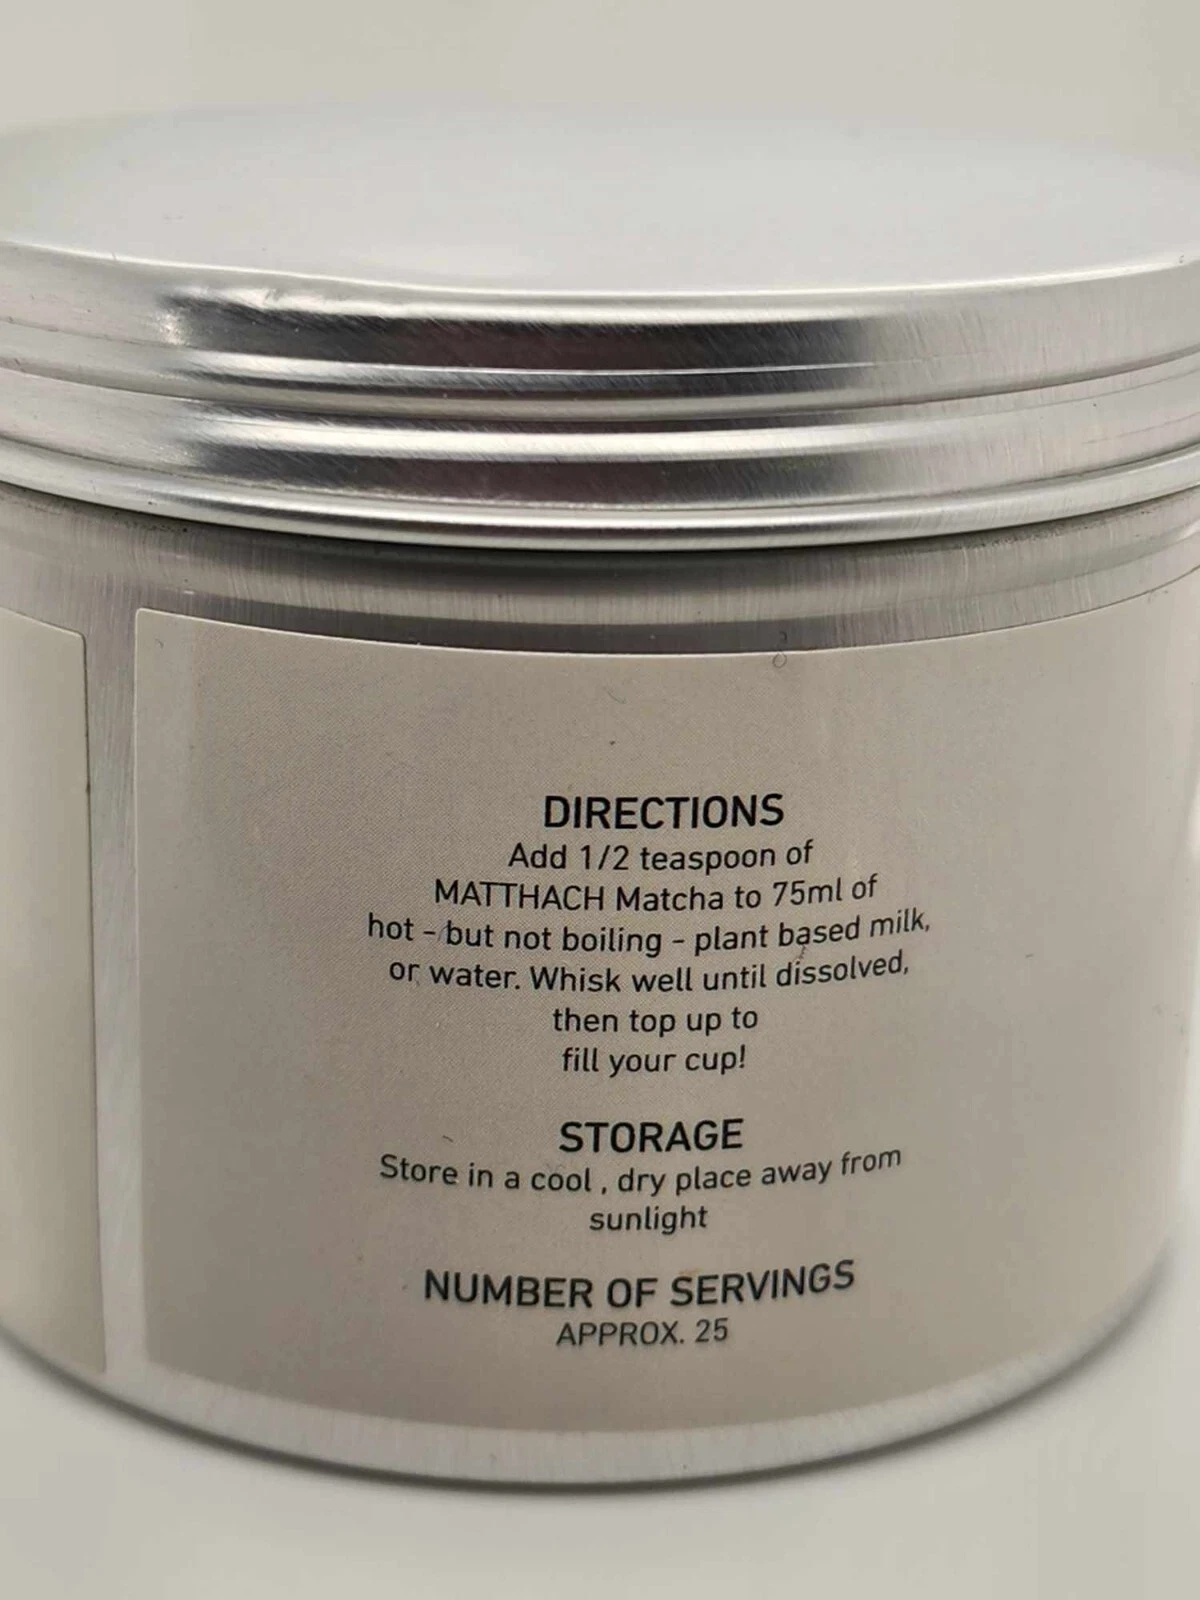 DIRECTIONS
Add 1/2 teaspoon of
MATTHACH Matcha to 75ml of
hot - but not boiling - plant based milk,
or water. Whisk well until dissolved,
then top up to
fill your cup!
STORAGE
Store in a cool , dry place away from
sunlight
NUMBER OF SERVINGS
APPROX. 25